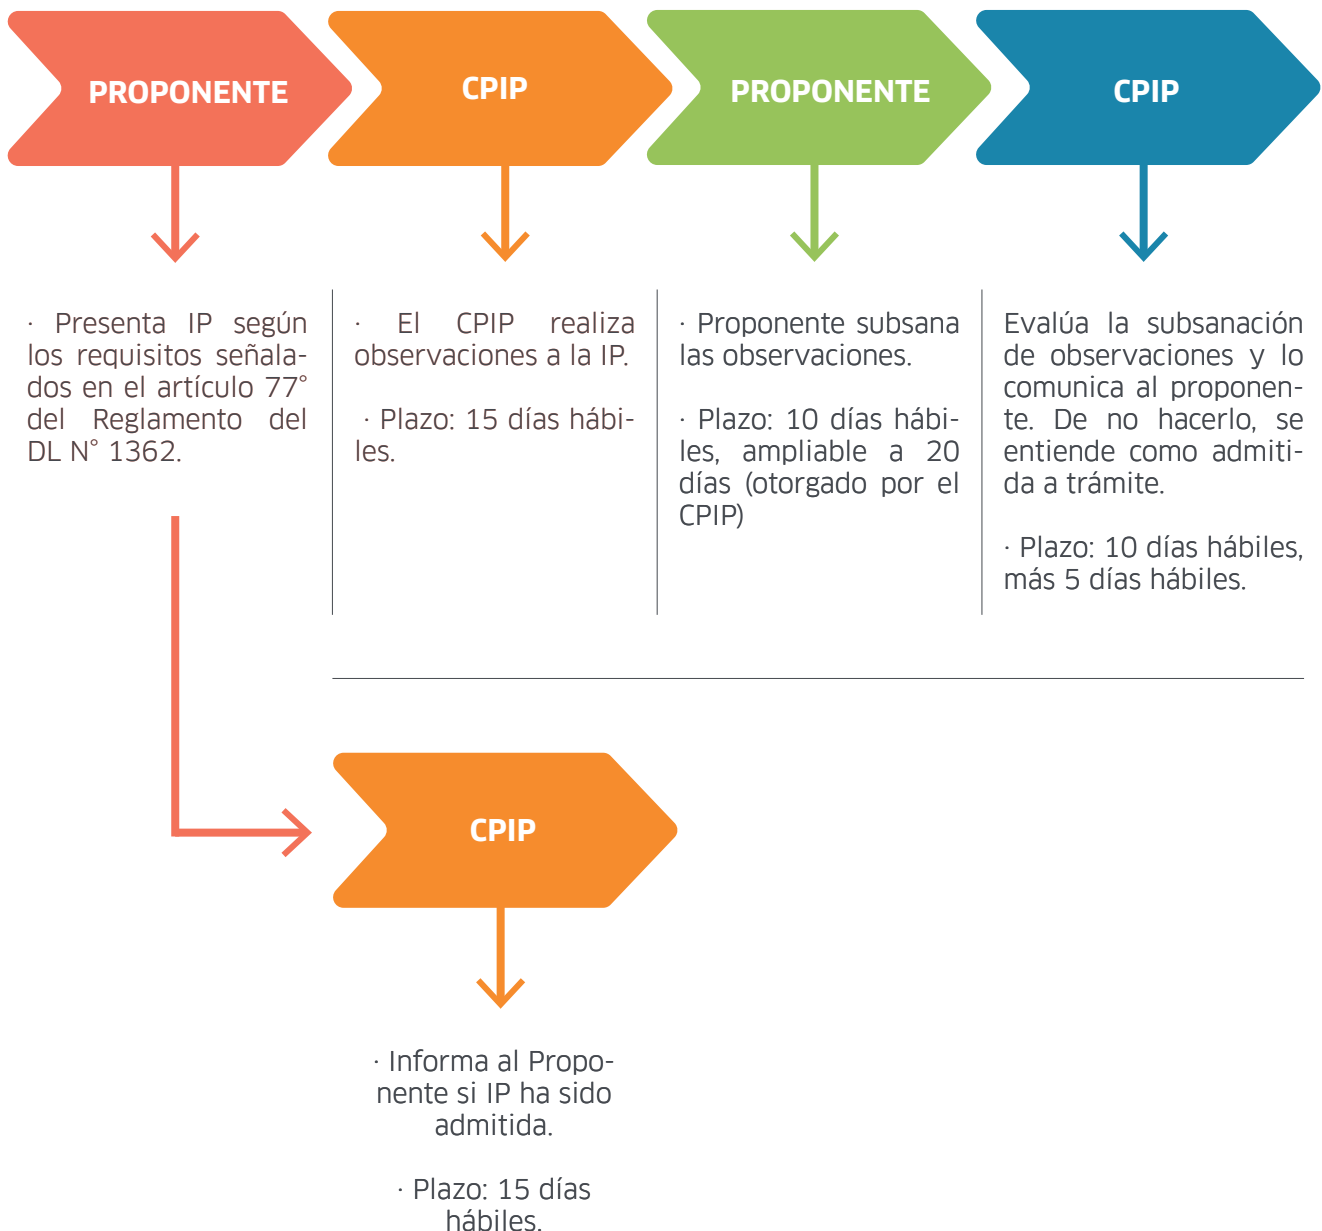 PROPONENTE
CPIP
PROPONENTE
CPIP
· Presenta IP según
los requisitos señala-
dos en el artículo 77°
del Reglamento del
DL N° 1362.
· El CPIP realiza
observaciones a la IP.
· Plazo: 15 días hábi-
les.
· Proponente subsana
las observaciones.
· Plazo: 10 días hábi-
les, ampliable a 20
días (otorgado por el
CPIP)
Evalúa la subsanación
de observaciones y lo
comunica al proponen-
te. De no hacerlo, se
entiende como admiti-
da a trámite.
· Plazo: 10 días hábiles,
más 5 días hábiles.
CPIP
· Informa al Propo-
nente si IP ha sido
admitida.
· Plazo: 15 días
hábiles.